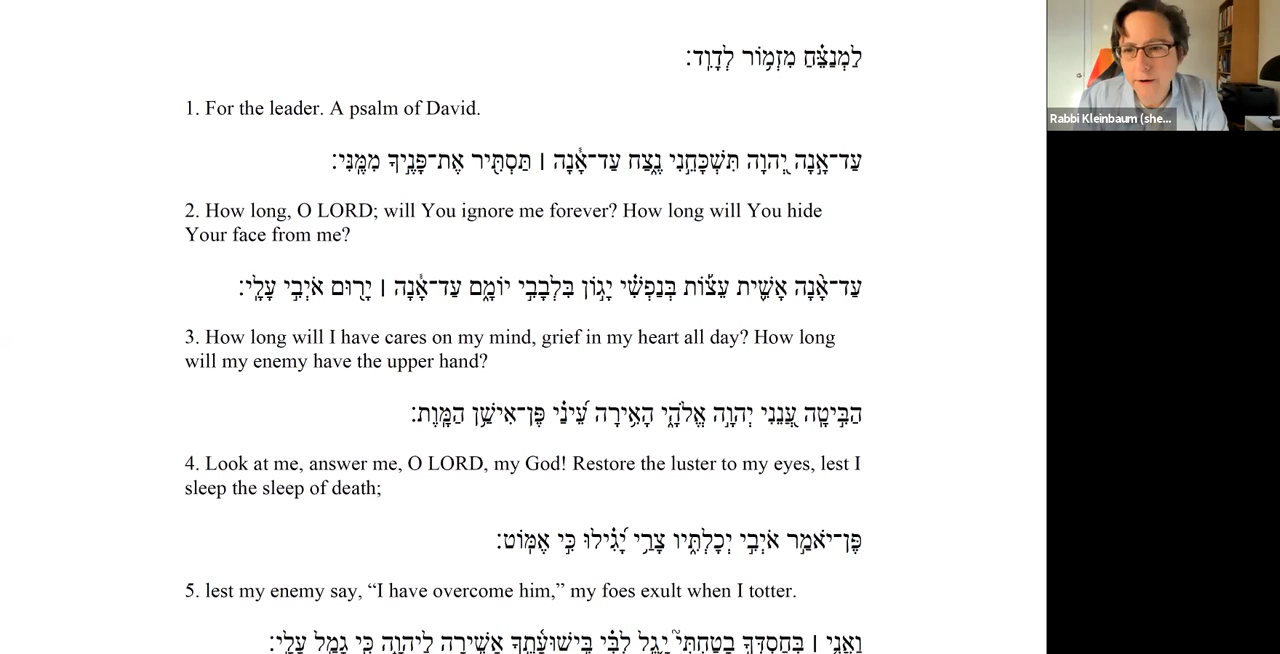 לַמְנַצֵּ֗חַ מִזְמ֥וֹר לְדָוִֽד׃
Rabbi Kleinbaum (she...
1. For the leader. A psalm of David.
עַד־אָ֣נָה יְ֭הוָה תִּשְׁכָּחֵ֣נִי נֶ֑צַח עַד־אָ֓נָה ׀ תַּסְתִּ֖יר אֶת־פָּנֶ֣יךָ מִמֶּֽנִּי׃
2. How long, O LORD; will You ignore me forever? How long will You hide
Your face from me?
עַד־אָ֨נָה אָשִׁ֪ית עֵצ֡וֹת בְּנַפְשִׁ֗י יָג֣וֹן בִּלְבָבִ֣י יוֹמָ֑ם עַד־אָ֓נָה ׀ יָר֖וּם אֹיְבִ֣י עָלָֽי׃
3. How long will I have cares on my mind, grief in my heart all day? How long
will my enemy have the upper hand?
הַבִּ֣יטָֽה עֲ֭נֵנִי יְהוָ֣ה אֱלֹהָ֑י הָאִ֥ירָה עֵ֝ינַ֗י פֶּן־אִישַׁ֥ן הַמָּֽוֶת׃
4. Look at me, answer me, O LORD, my God! Restore the luster to my eyes, lest I
sleep the sleep of death;
פֶּן־יֹאמַ֣ר אֹיְבִ֣י יְכָלְתִּ֑יו צָרַ֥י יָ֝גִ֗ילוּ כִּ֣י אֶמּֽוֹט׃
5. lest my enemy say, “I have overcome him,” my foes exult when I totter.
וַאֲנִ֤י ׀ בְּחַסְדְּךָ֣ בָטַחְתִּי֮ יָ֤גֵ֥ל לִבִּ֗י בִּֽישׁוּעָ֫תֶ֥ךָ אָשִׁ֥ירָה לַיהוָ֑ה כִּ֖י גָמַ֣ל עָלָֽי׃